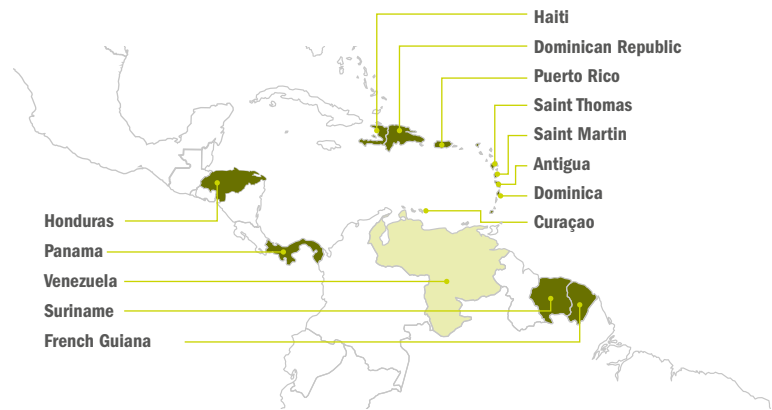 Haiti
Dominican Republic
Puerto Rico
Saint Thomas
Saint Martin
Antigua
Dominica
Curaçao
Honduras
Panama
Venezuela
Suriname
French Guiana